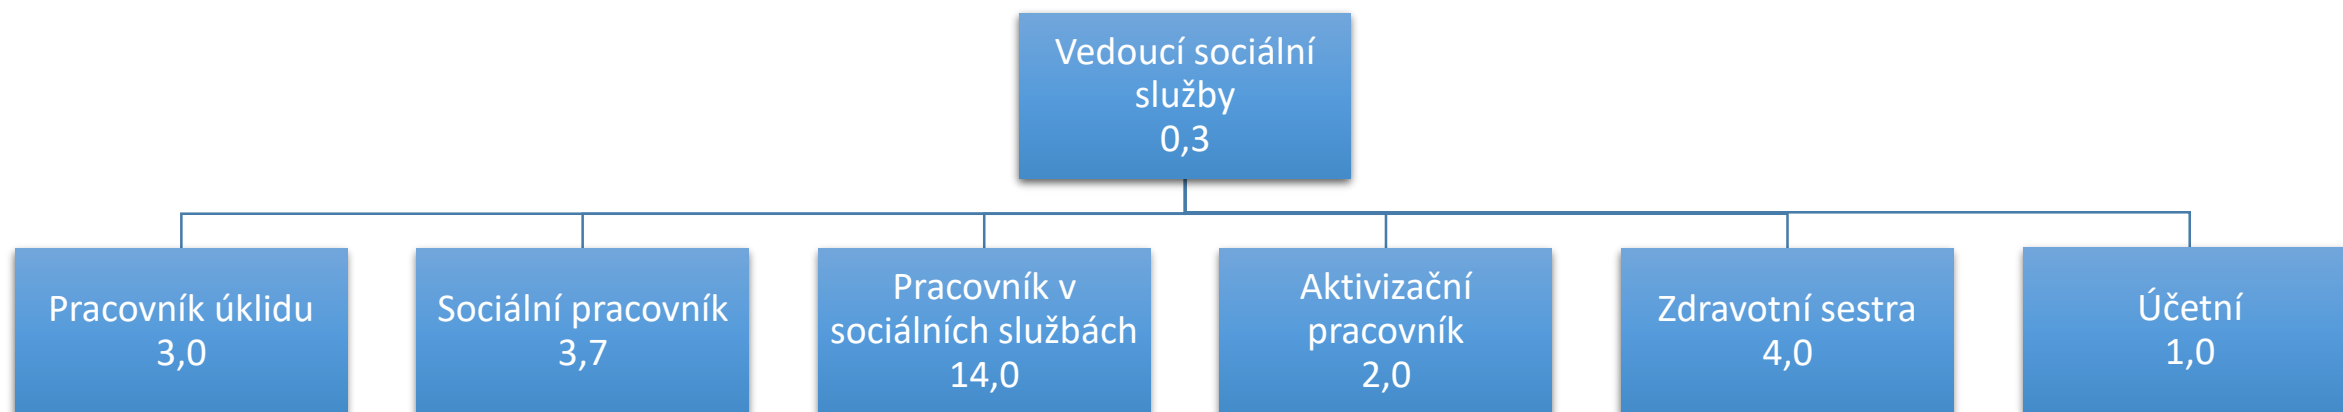 Vedoucí sociální
služby
0,3
Pracovník úklidu
3,0
Sociální pracovník
3,7
Pracovník v
sociálních službách
14,0
Aktivizační
pracovník
2,0
Zdravotní sestra
4,0
Účetní
1,0